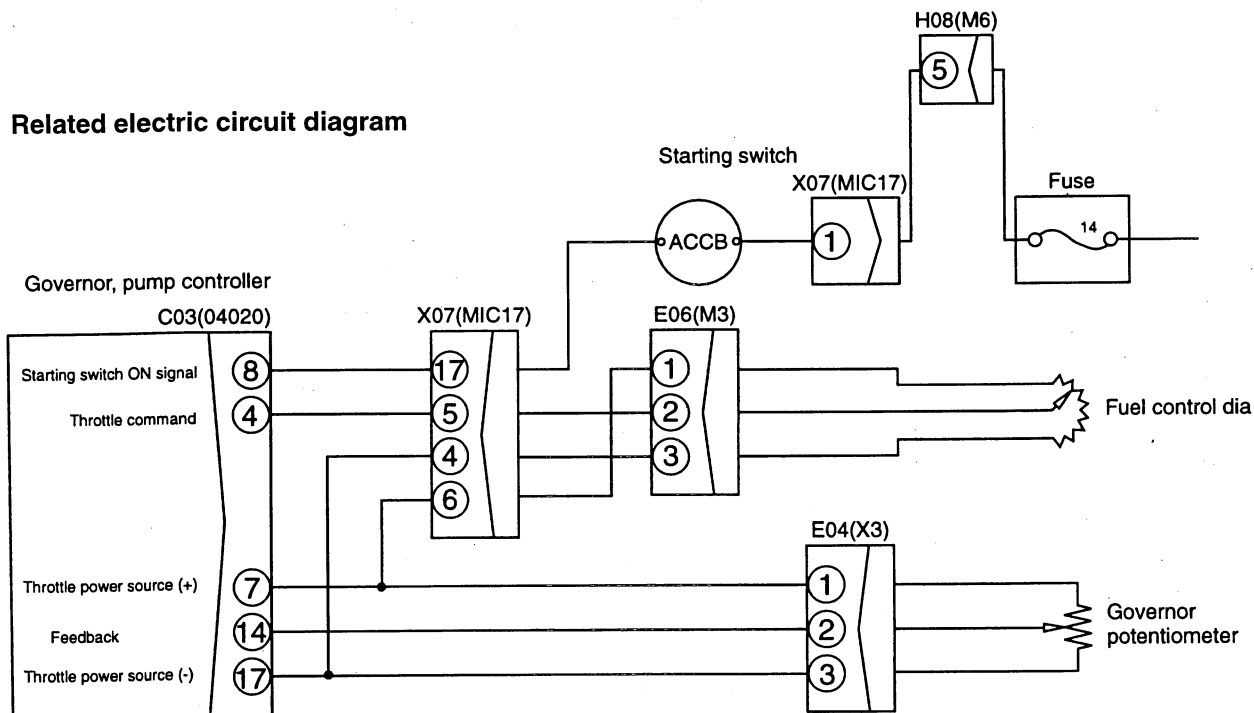 H08(M6)
5
Related electric circuit diagram
Starting switch
X07(MIC17)
Fuse
ACCB
1
14
Governor, pump controller
C03(04020)
X07(MIC17)
E06(M3)
Starting switch ON signal
8
17
1
Throttle command
4
5
2
Fuel control dia
4
3
6
E04(X3)
Throttle power source (+)
7
1
Feedback
14
2
Governor
potentiometer
Throttle power source (-)
17
3